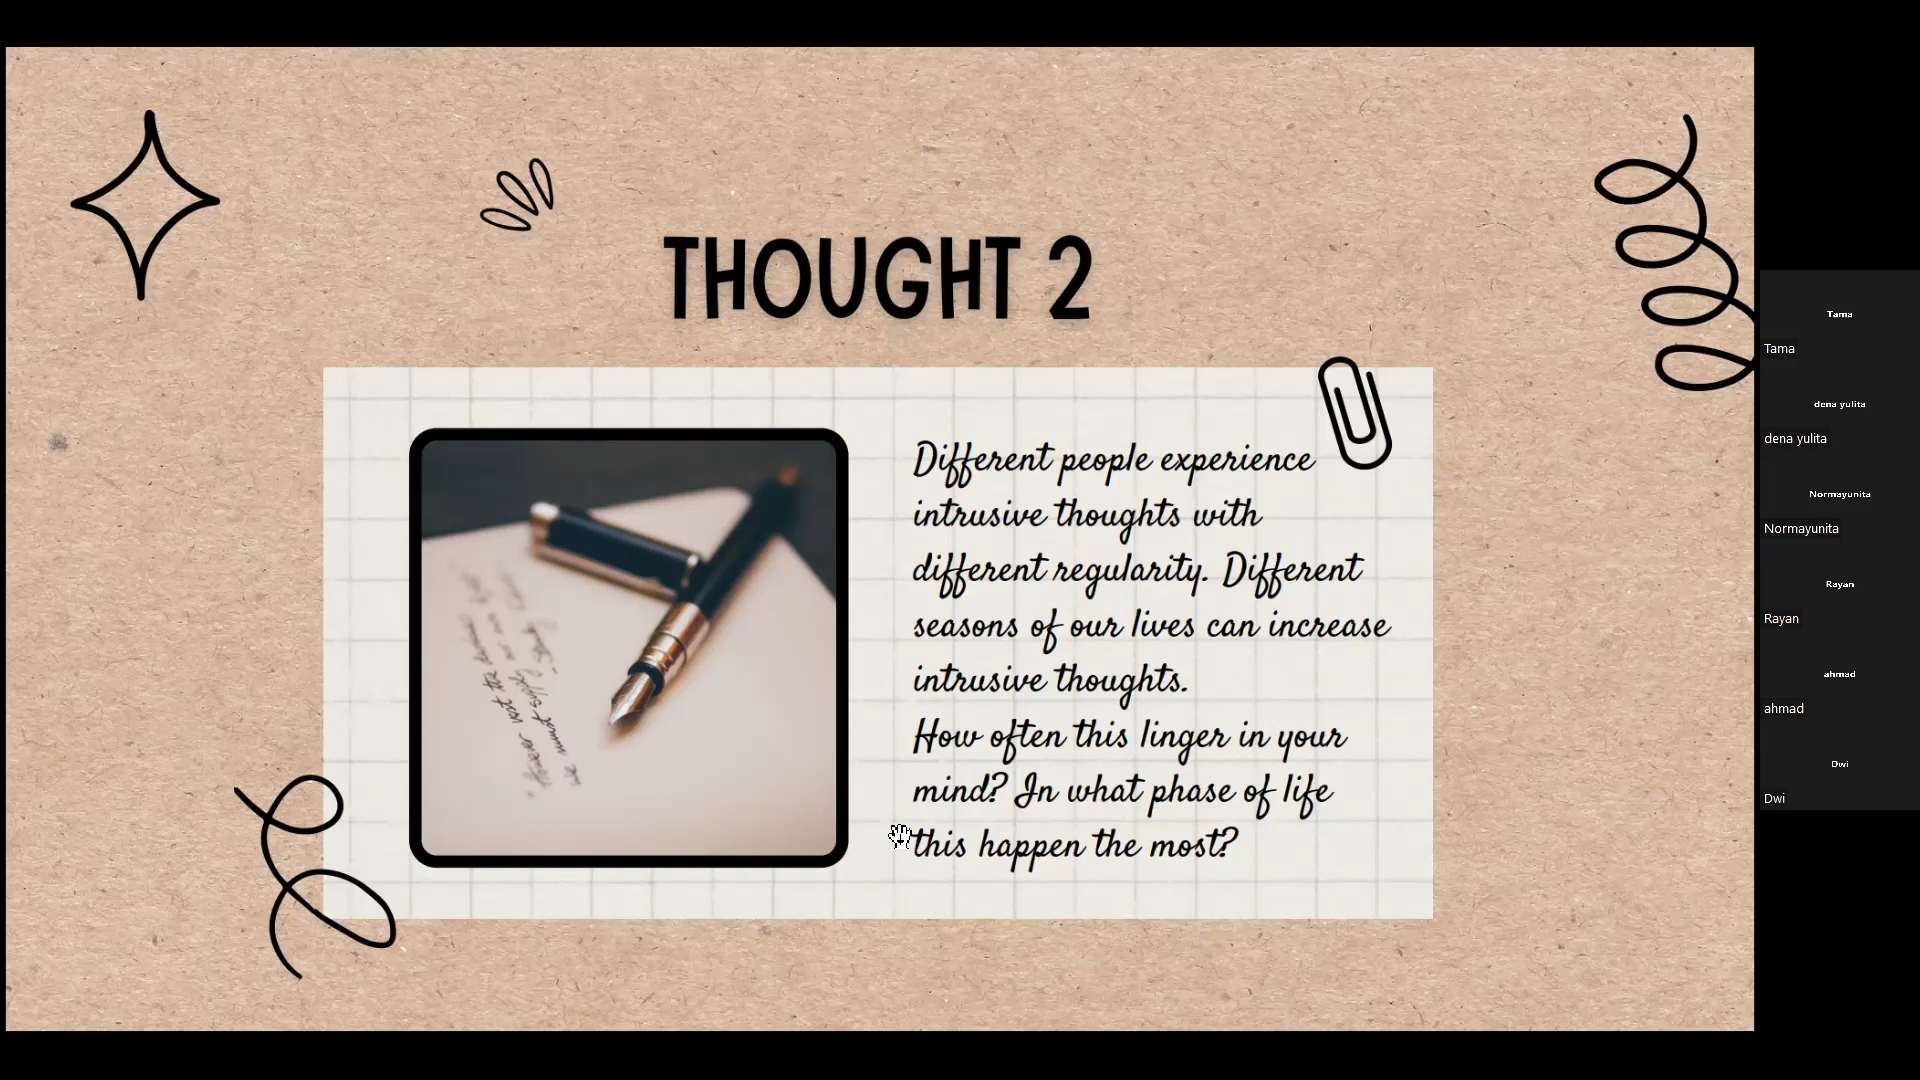 THOUGHT 2
Different people experience
intrusive thoughts with
different regularity. Different
seasons of our lives can increase
intrusive thoughts.
How often this linger in your
mind? In what phase of life
this happen the most?
Tama
Tama
dena yulita
dena yulita
Normayunita
Normayunita
Rayan
Rayan
ahmad
ahmad
Dwi
Dwi